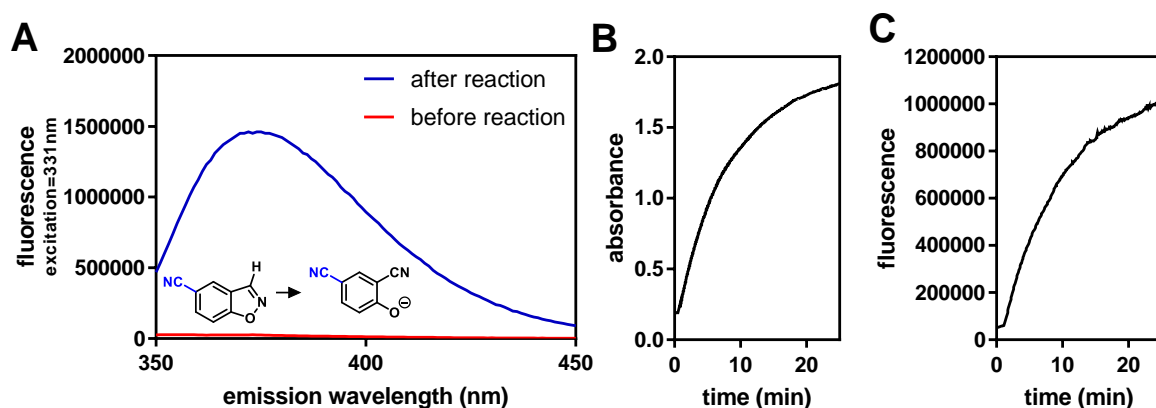 A
fluorescence
excitation=331nm
2000000
1500000
1000000
500000
0
350
400
450
emission wavelength (nm)
after reaction
before reaction
NC
H
N
O
NC
CN
O
⊖
B
absorbance
2.0
1.5
1.0
0.5
0.0
0
10
20
time (min)
C
fluorescence
1200000
1000000
800000
600000
400000
200000
0
0
10
20
time (min)